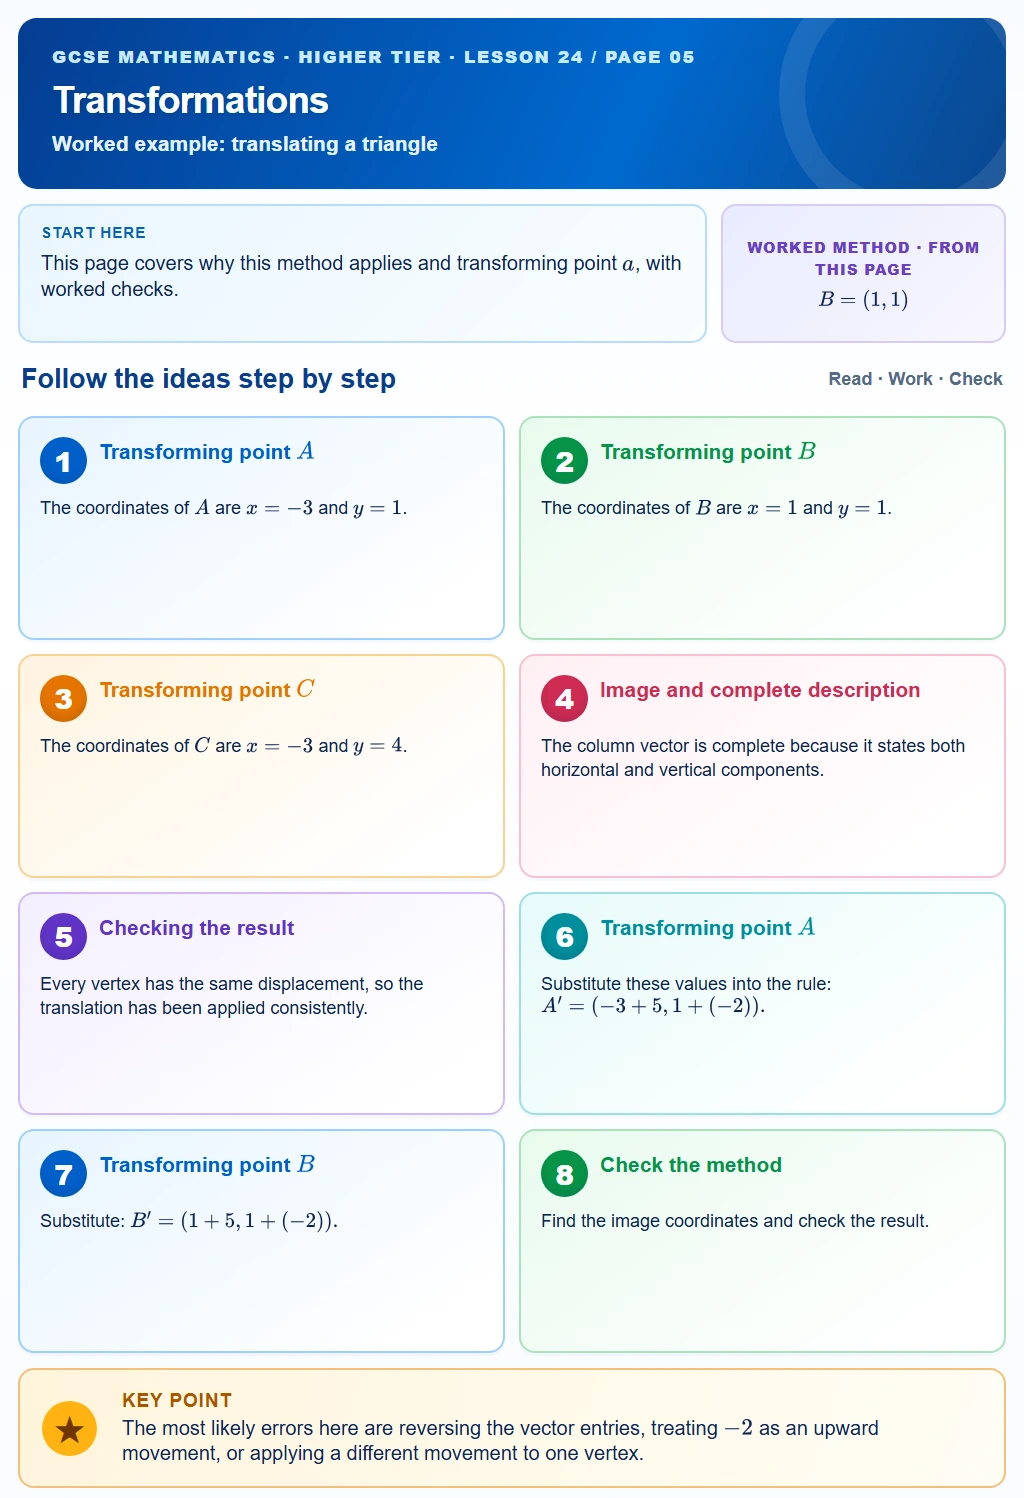 GCSE MATHEMATICS · HIGHER TIER · LESSON 24 / PAGE 05
Transformations
Worked example: translating a triangle
START HERE
This page covers why this method applies and transforming point a, with
worked checks.
WORKED METHOD · FROM
THIS PAGE
B = (1, 1)
Follow the ideas step by step
Read · Work · Check
1
Transforming point A
The coordinates of A are x = −3 and y = 1.
2
Transforming point B
The coordinates of B are x = 1 and y = 1.
3
Transforming point C
The coordinates of C are x = −3 and y = 4.
4
Image and complete description
The column vector is complete because it states both
horizontal and vertical components.
5
Checking the result
Every vertex has the same displacement, so the
translation has been applied consistently.
6
Transforming point A
Substitute these values into the rule:
A′ = (−3 + 5, 1 + (−2)).
7
Transforming point B
Substitute: B′ = (1 + 5, 1 + (−2)).
8
Check the method
Find the image coordinates and check the result.
KEY POINT
The most likely errors here are reversing the vector entries, treating −2 as an upward
movement, or applying a different movement to one vertex.